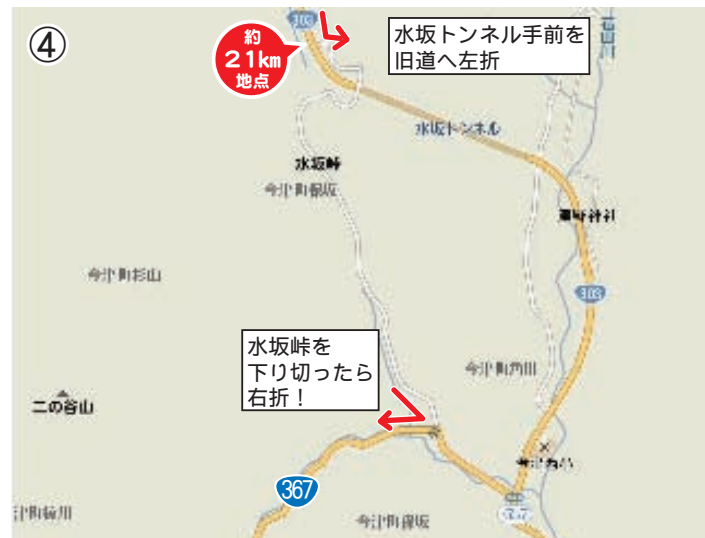 ④
303
約
21km
地点
水坂トンネル手前を
旧道へ左折
水坂トンネル
水坂峠
今津町保坂
今津町杉山
303
水坂峠を
下り切ったら
右折！
今津町角川
二の谷山
367
今津町保坂